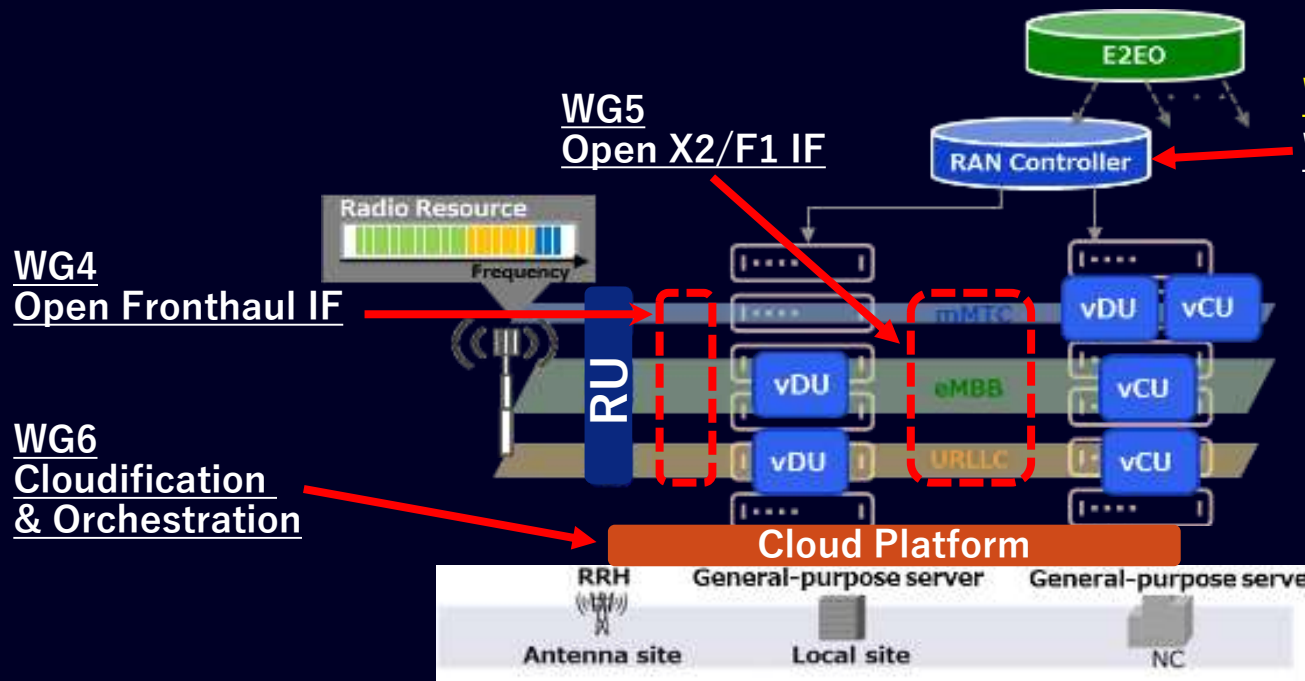 E2EO
WG5
Open X2/F1 IF
RAN Controller
Radio Resource
Frequency
WG4
Open Fronthaul IF
mMTC
vDU
vCU
RU
vDU
eMBB
vCU
WG6
Cloudification
& Orchestration
vDU
URLLC
vCU
Cloud Platform
RRH
General-purpose server
General-purpose serve
Antenna site
Local site
NC